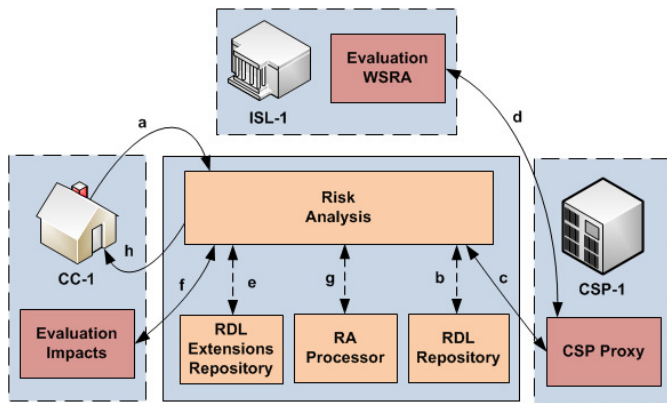 Evaluation
WSRA
ISL-1
a
d
Risk
Analysis
h
CC-1
CSP-1
f
e
g
b
c
Evaluation
Impacts
RDL
Extensions
Repository
RA
Processor
RDL
Repository
CSP Proxy